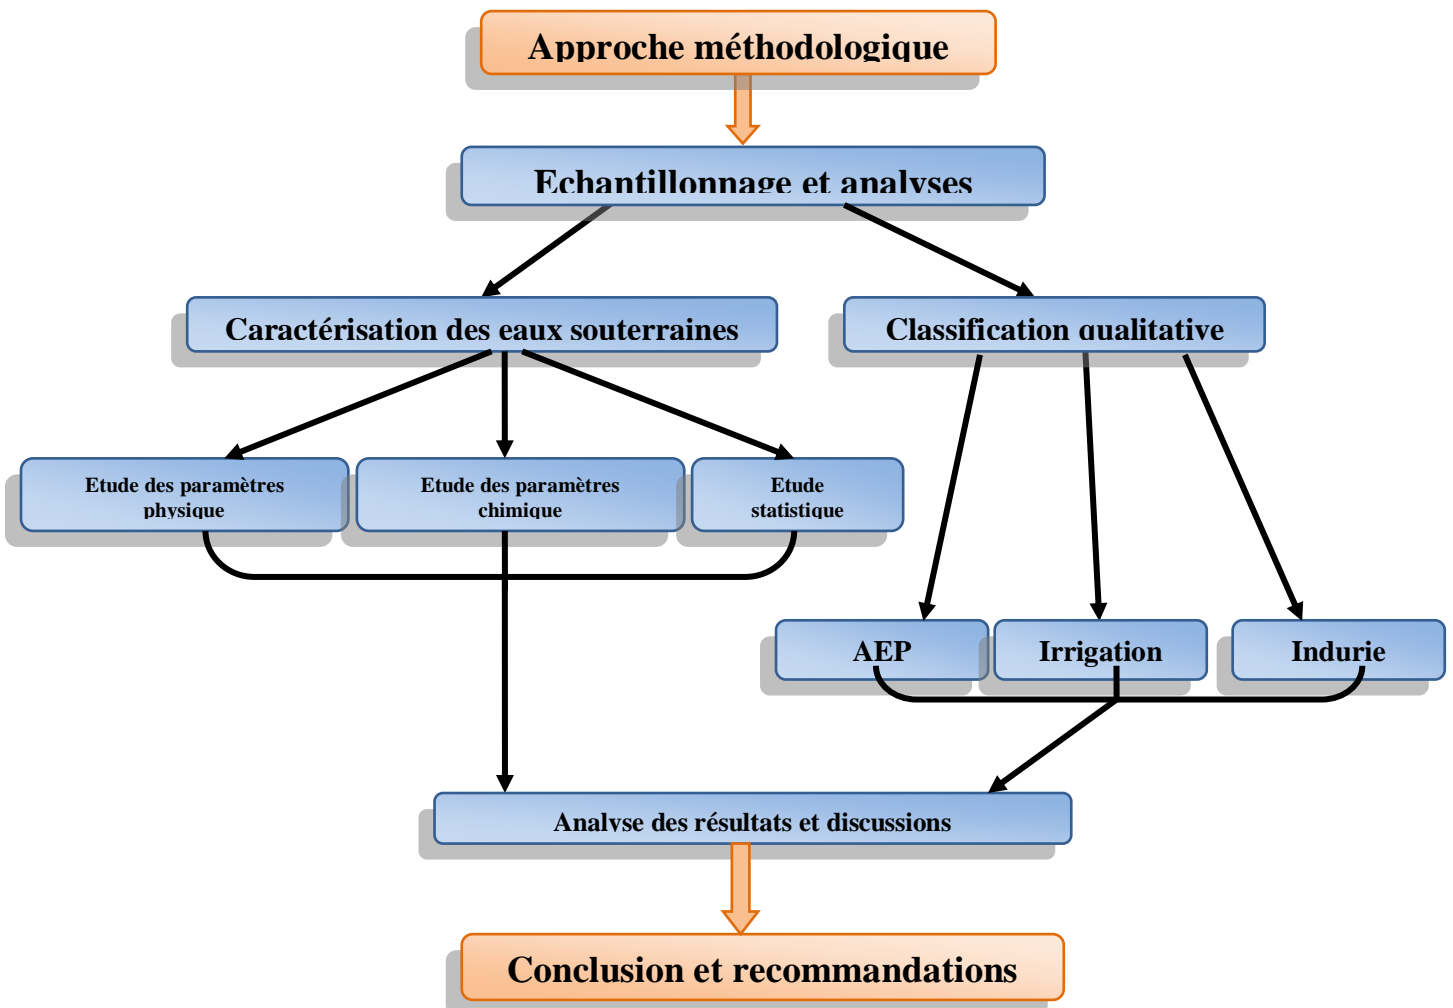 Approche méthodologique
Echantillonnage et analyses
Caractérisation des eaux souterraines
Classification qualitative
Etude des paramètres
physique
Etude des paramètres
chimique
Etude
statistique
AEP
Irrigation
Indurie
Analyse des résultats et discussions
Conclusion et recommandations